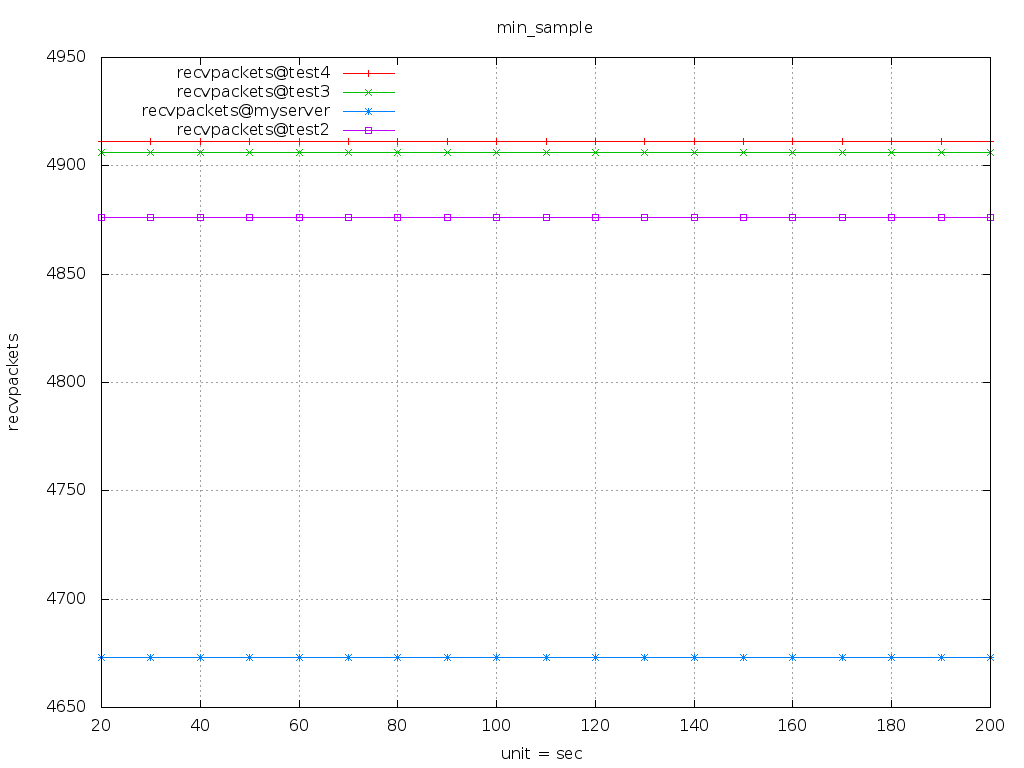 min_sample
4950
recvpackets@test4
recvpackets@test3
recvpackets@myserver
recvpackets@test2
4900
4850
4800
4750
4700
4650
recvpackets
20 40 60 80 100 120 140 160 180 200
unit = sec